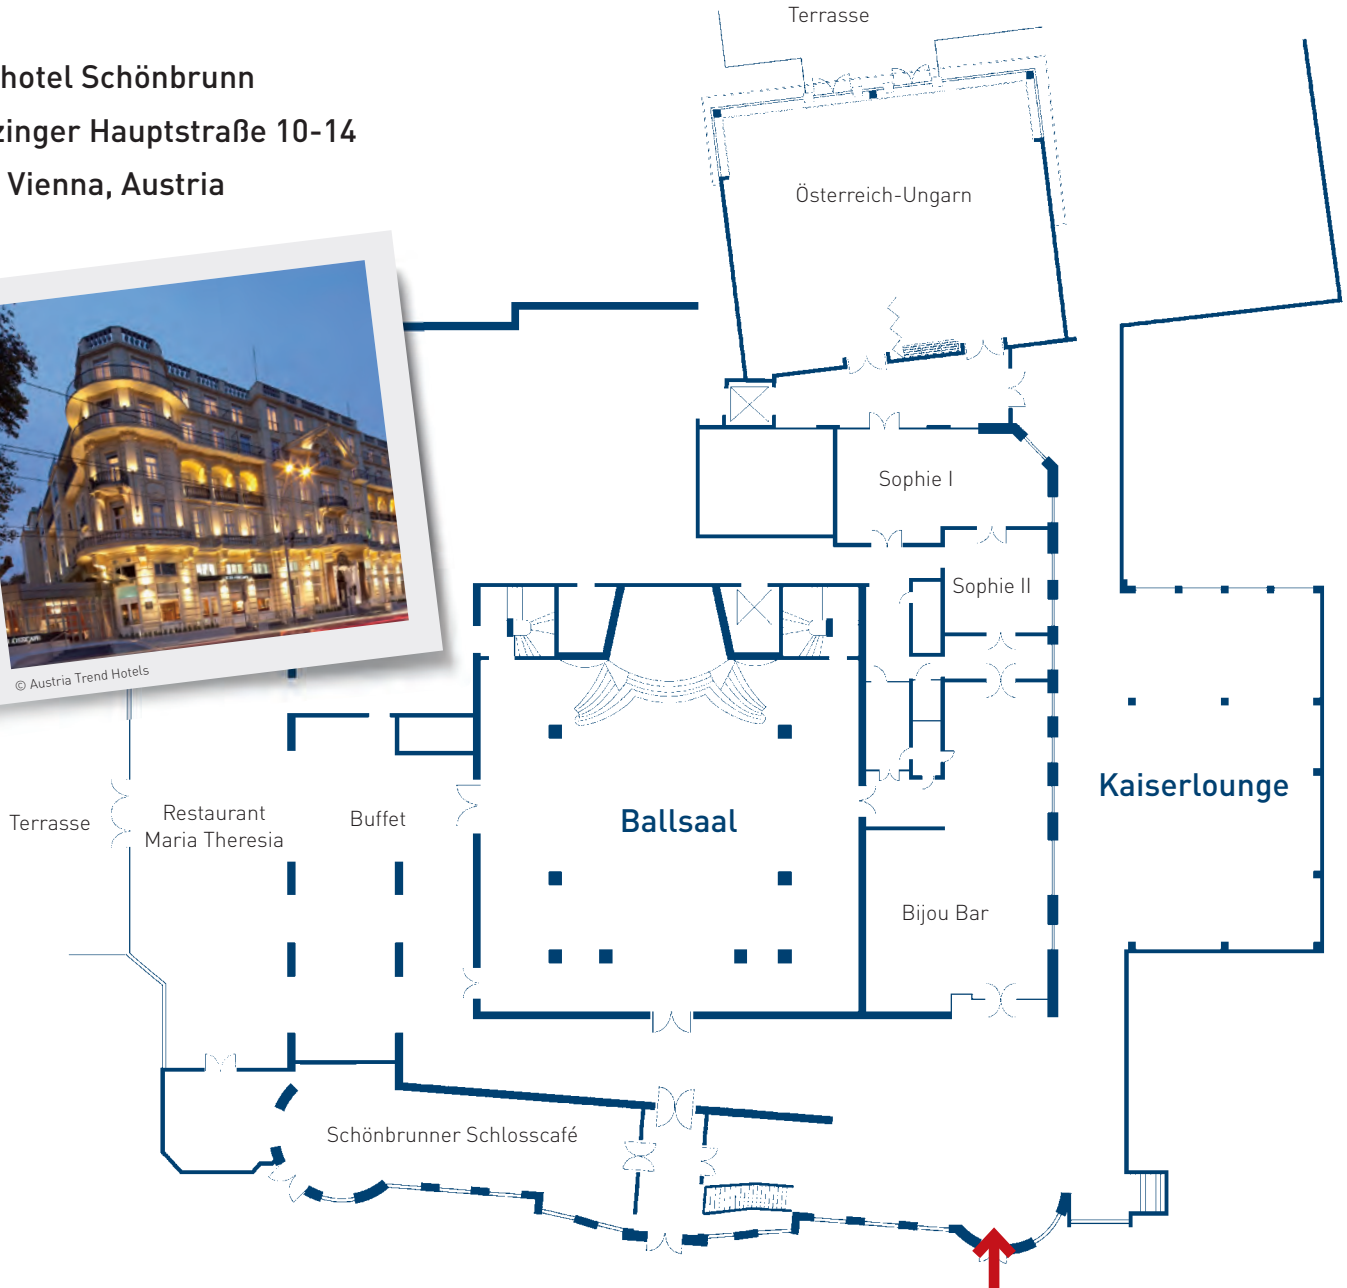 hotel Schönbrunn
zinger Hauptstraße 10-14
Vienna, Austria
© Austria Trend Hotels
Terrasse
Österreich-Ungarn
Sophie I
Sophie II
Kaiserlounge
Ballsaal
Terrasse
Restaurant
Maria Theresia
Buffet
Bijou Bar
Schönbrunner Schlosscafé